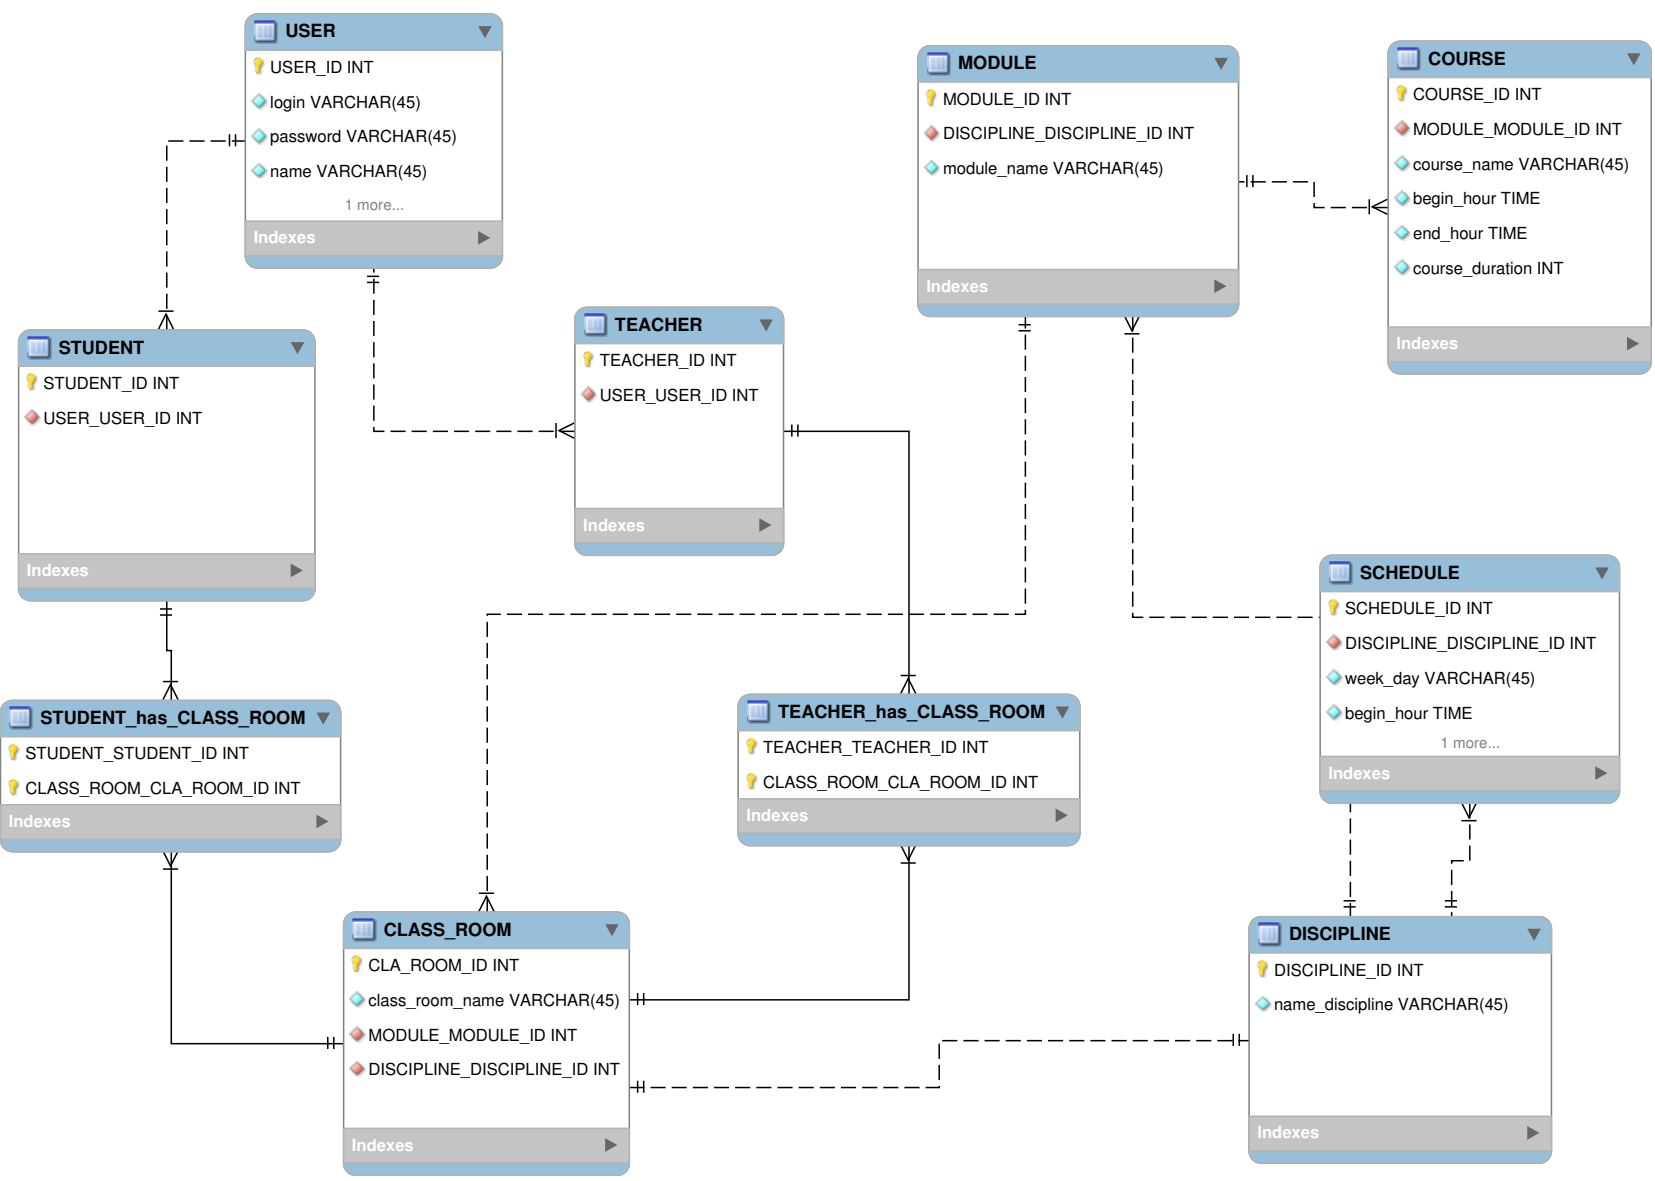 USER
USER_ID INT
login VARCHAR(45)
password VARCHAR(45)
name VARCHAR(45)
1 more...
Indexes
MODULE
MODULE_ID INT
DISCIPLINE_DISCIPLINE_ID INT
module_name VARCHAR(45)
Indexes
COURSE
COURSE_ID INT
MODULE_MODULE_ID INT
course_name VARCHAR(45)
begin_hour TIME
end_hour TIME
course_duration INT
Indexes
STUDENT
STUDENT_ID INT
USER_USER_ID INT
Indexes
TEACHER
TEACHER_ID INT
USER_USER_ID INT
Indexes
SCHEDULE
SCHEDULE_ID INT
DISCIPLINE_DISCIPLINE_ID INT
week_day VARCHAR(45)
begin_hour TIME
1 more...
Indexes
STUDENT_has_CLASS_ROOM
STUDENT_STUDENT_ID INT
CLASS_ROOM_CLA_ROOM_ID INT
Indexes
TEACHER_has_CLASS_ROOM
TEACHER_TEACHER_ID INT
CLASS_ROOM_CLA_ROOM_ID INT
Indexes
CLASS_ROOM
CLA_ROOM_ID INT
class_room_name VARCHAR(45)
MODULE_MODULE_ID INT
DISCIPLINE_DISCIPLINE_ID INT
Indexes
DISCIPLINE
DISCIPLINE_ID INT
name_discipline VARCHAR(45)
Indexes